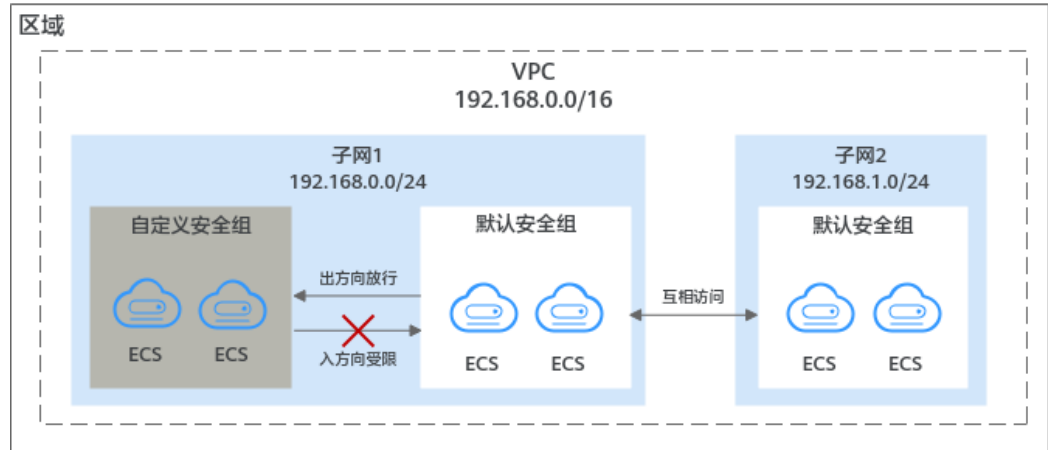 区域
VPC
192.168.0.0/16
子网1
192.168.0.0/24
子网2
192.168.1.0/24
自定义安全组
默认安全组
默认安全组
出方向放行
互相访问
入方向受限
ECS
ECS
ECS
ECS
ECS
ECS